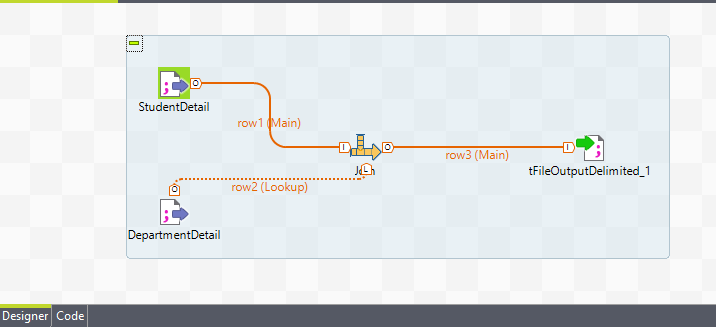 StudentDetail
row1 (Main)
row3 (Main)
tFileOutputDelimited_1
row2 (Lookup)
DepartmentDetail
O
I
O
I
L
O
Designer
Code